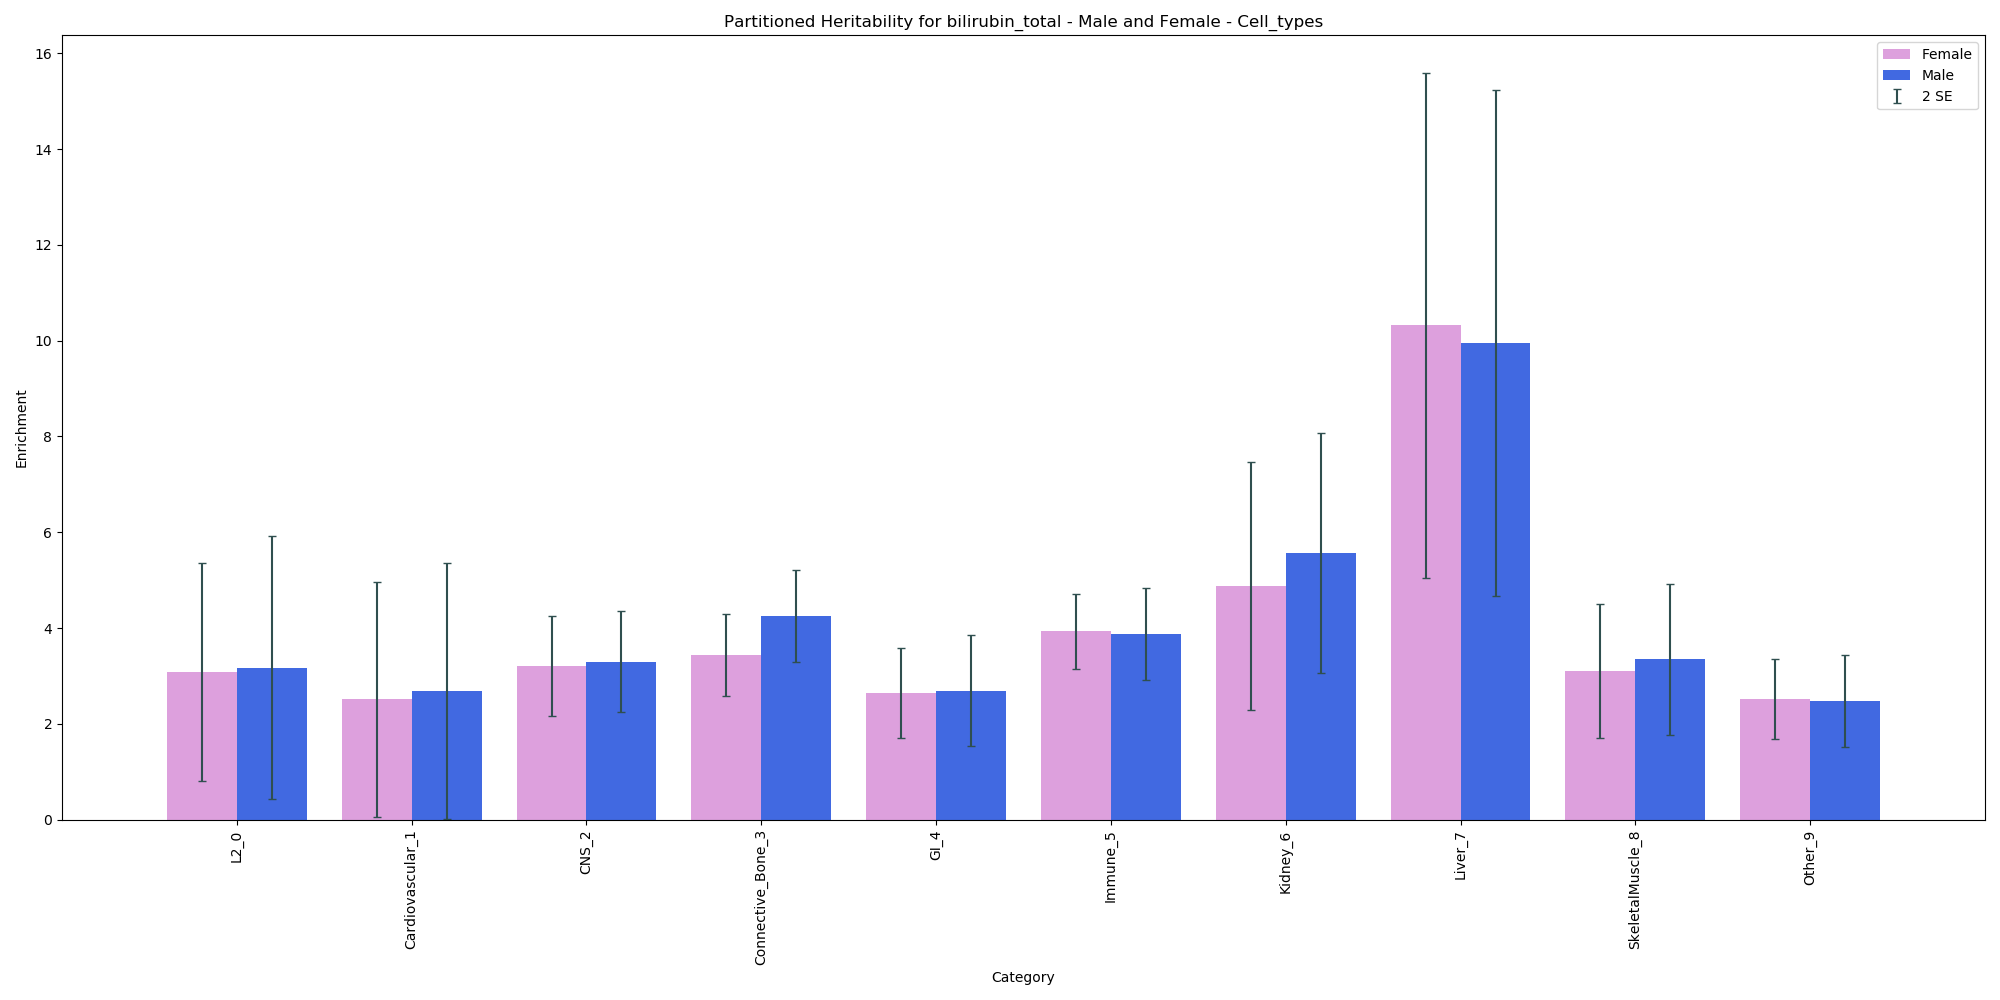 Partitioned Heritability for bilirubin_total - Male and Female - Cell_types
16
14
12
10
8
6
4
2
0
Enrichment
Female
Male
2 SE
L2_0
Cardiovascular_1
CNS_2
Connective_Bone_3
GI_4
Immune_5
Kidney_6
Liver_7
SkeletalMuscle_8
Other_9
Category